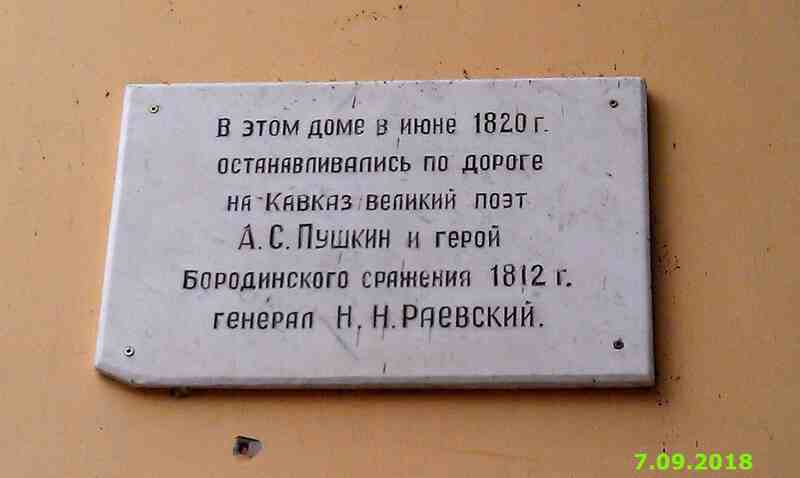 В этом доме в июне 1820 г.
останавливались по дороге
на Кавказ великий поэт
А. С. Пушкин и герой
Бородинского сражения 1812 г.
генерал Н. Н. Раевский.
7.09.2018